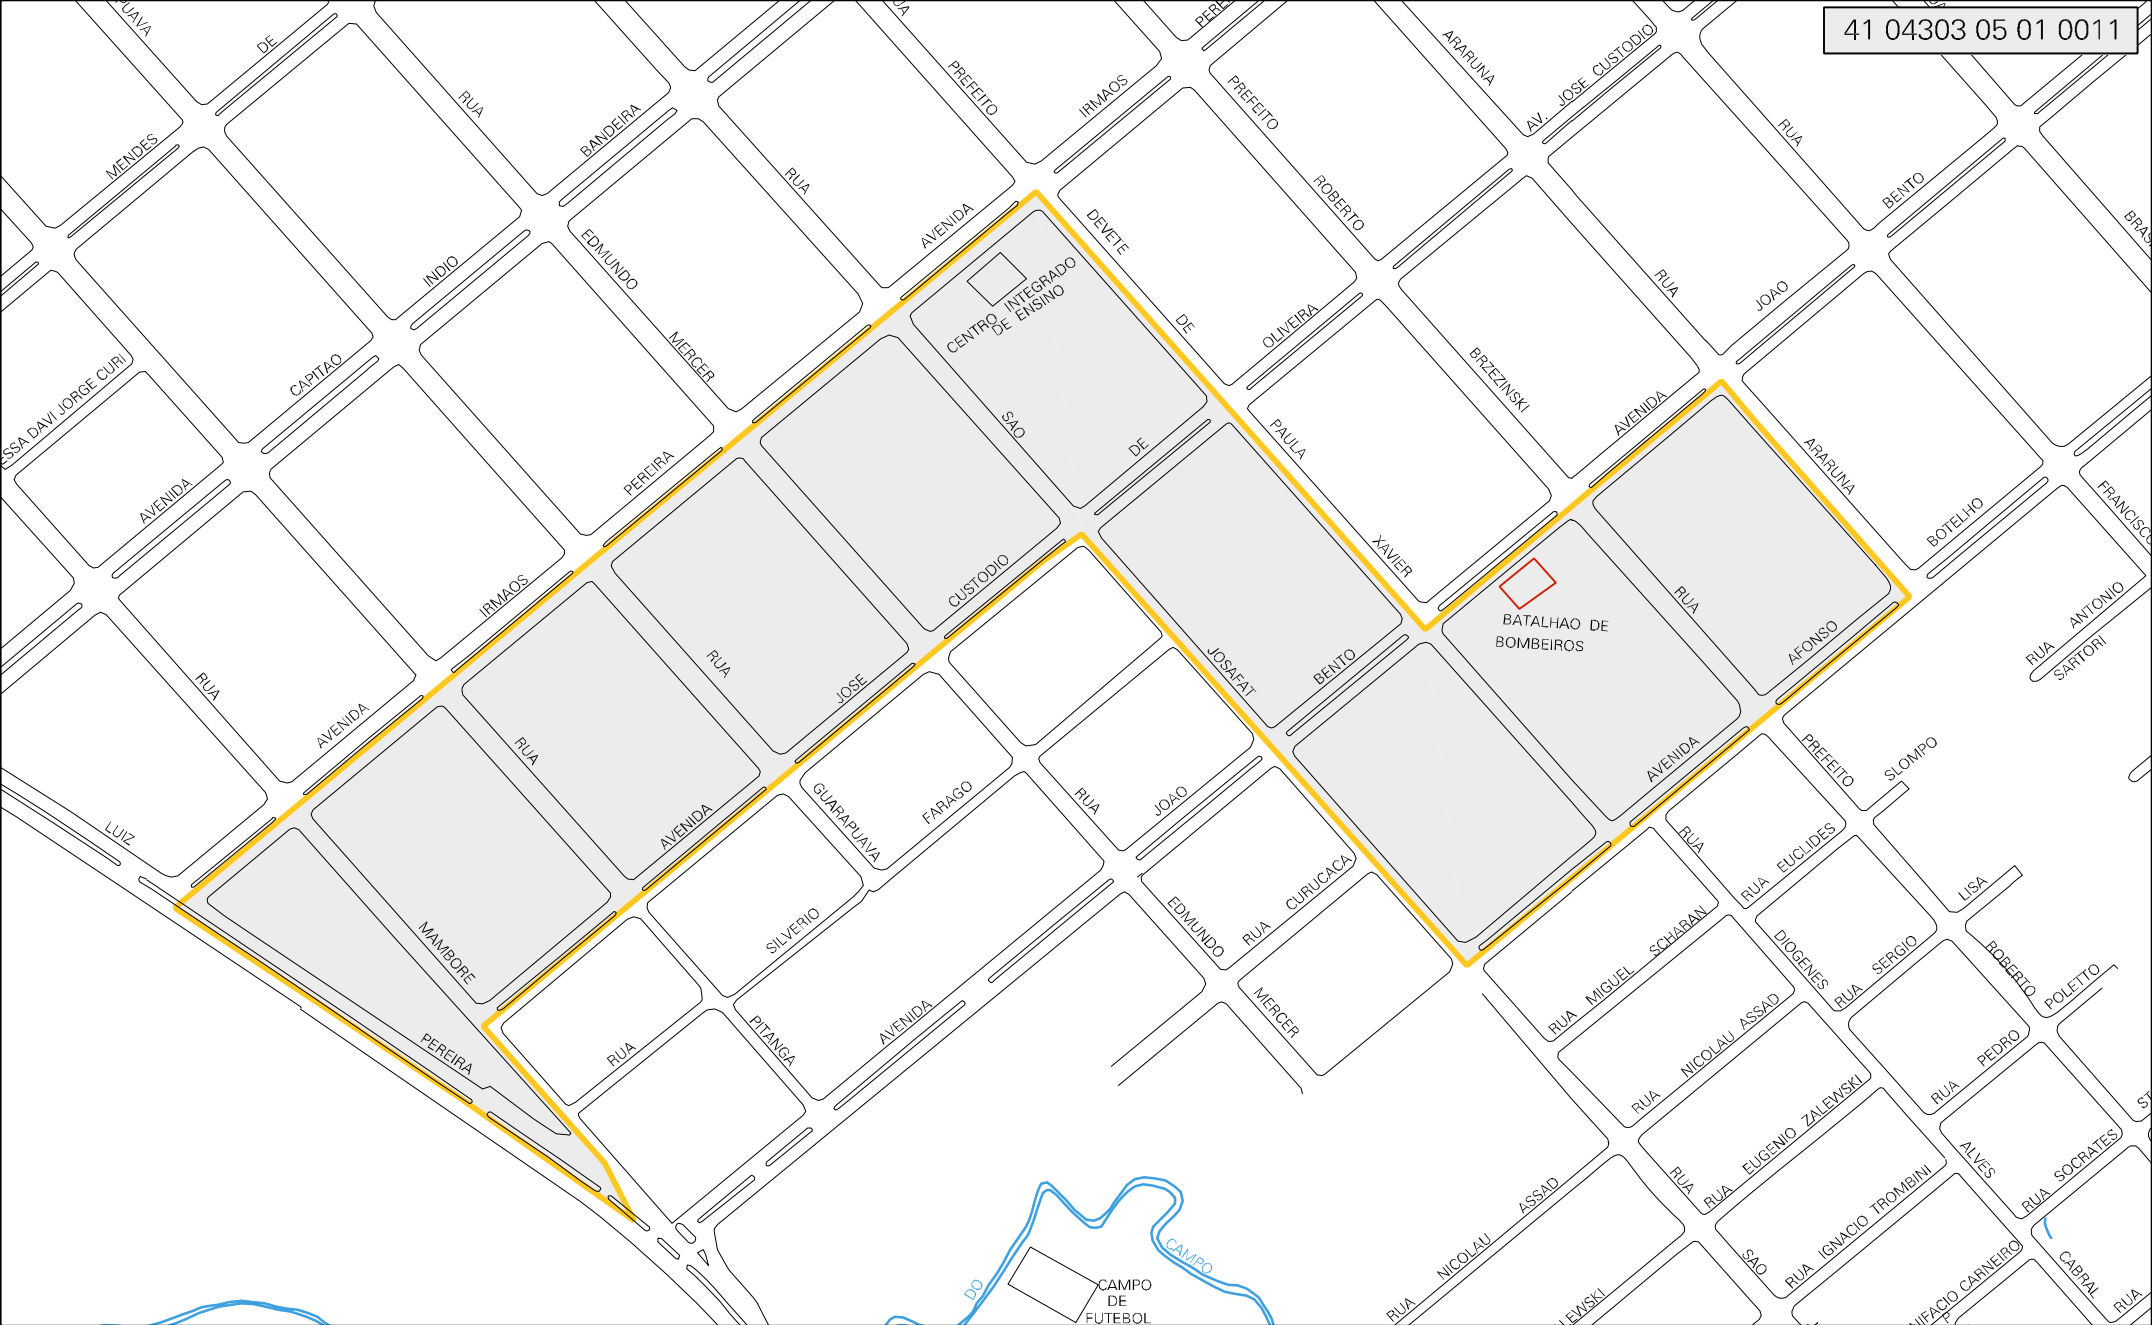 41 04303 05 01 0011
DE
MENDES
RUA
BANDEIRA
PREFEITO
IRMAOS
PREFEITO
ARARUNA
AV. JOSE CUSTODIO
RUA
BENTO
ROBERTO
RUA
AVENIDA
DEVETE
EDMUNDO
INDIO
CAPITAO
MERCER
CENTRO INTEGRADO
DE ENSINO
DE
OLIVEIRA
RUA
JOAO
DAVI JORGE CURI
AVENIDA
PEREIRA
SAO
DE
PAULA
BRZEZINSKI
AVENIDA
ARARUNA
FRANCISCO
BOTELHO
IRMAOS
CUSTODIO
XAVIER
BATALHAO DE
BOMBEIROS
RUA
AFONSO
RUA ANTONIO
SARTORI
RUA
AVENIDA
RUA
JOSE
JOSAFAT
BENTO
AVENIDA
PREFEITO
SLOMPO
LUIZ
RUA
AVENIDA
GUARAPUAVA
FARAGO
RUA
JOAO
RUA
RUA EUCLIDES
LISA
MAMBORE
SILVERIO
EDMUNDO
RUA CURUCACA
RUA MIGUEL SCHARAN
DIOGENES
RUA SERGIO
ROBERTO
POLETTO
PEREIRA
RUA
PITANGA
AVENIDA
MERCER
RUA NICOLAU ASSAD
RUA PEDRO
RUA
RUA EUGENIO ZALEWSKI
ALVES
RUA SOCRATES
RUA NICOLAU ASSAD
SAO
RUA IGNACIO TROMBINI
CABRAL
RUA
DO
CAMPO
CAMPO
DE
FUTEBOL